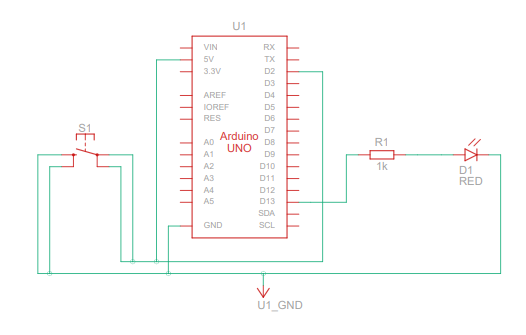 U1
VIN
5V
3.3V
AREF
IOREF
RES
A0
A1
A2
A3
A4
A5
GND
Arduino
UNO
RX
TX
D2
D3
D4
D5
D6
D7
D8
D9
D10
D11
D12
D13
SDA
SCL
S1
R1
1k
D1
RED
U1_GND